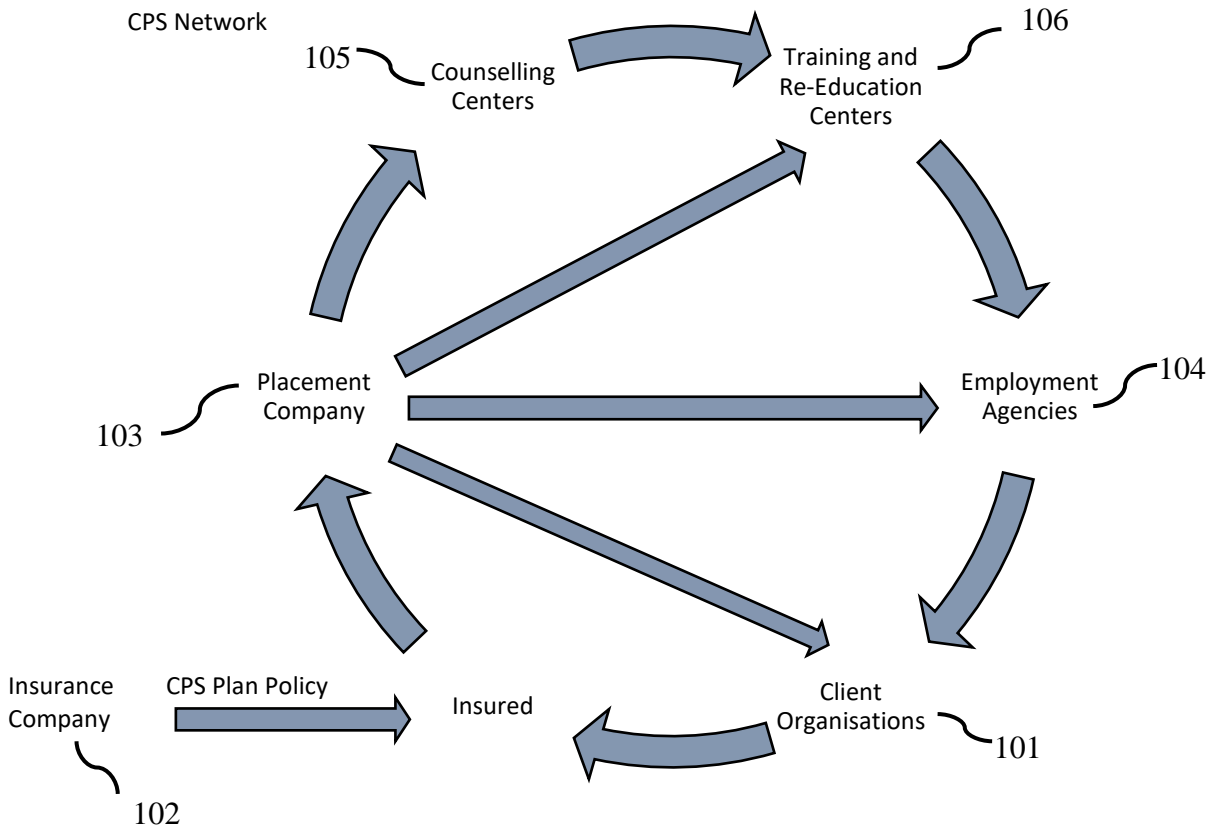 CPS Network
105
Counselling
Centers
Training and
Re-Education
Centers
106
Placement
Company
103
Employment
Agencies
104
Insurance
Company
CPS Plan Policy
Insured
Client
Organisations
101
102